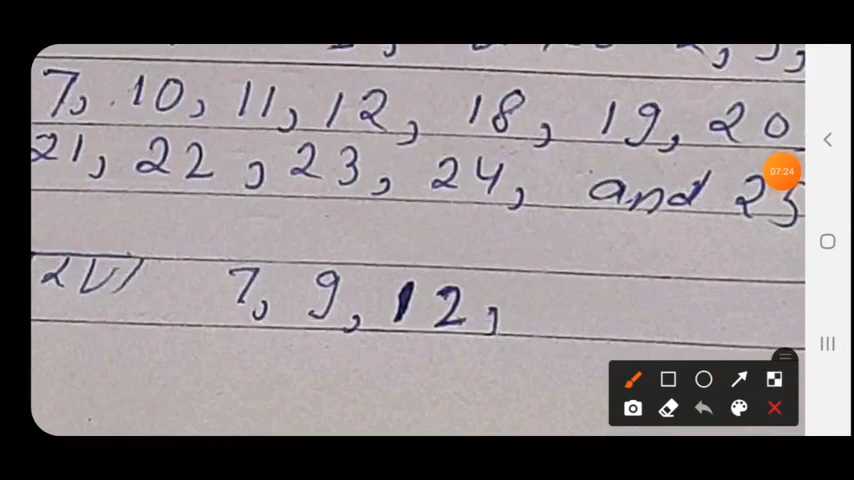 7, 10, 11, 12, 18, 19, 20
21, 22, 23, 24, and 25
07:24
7, 9, 12,